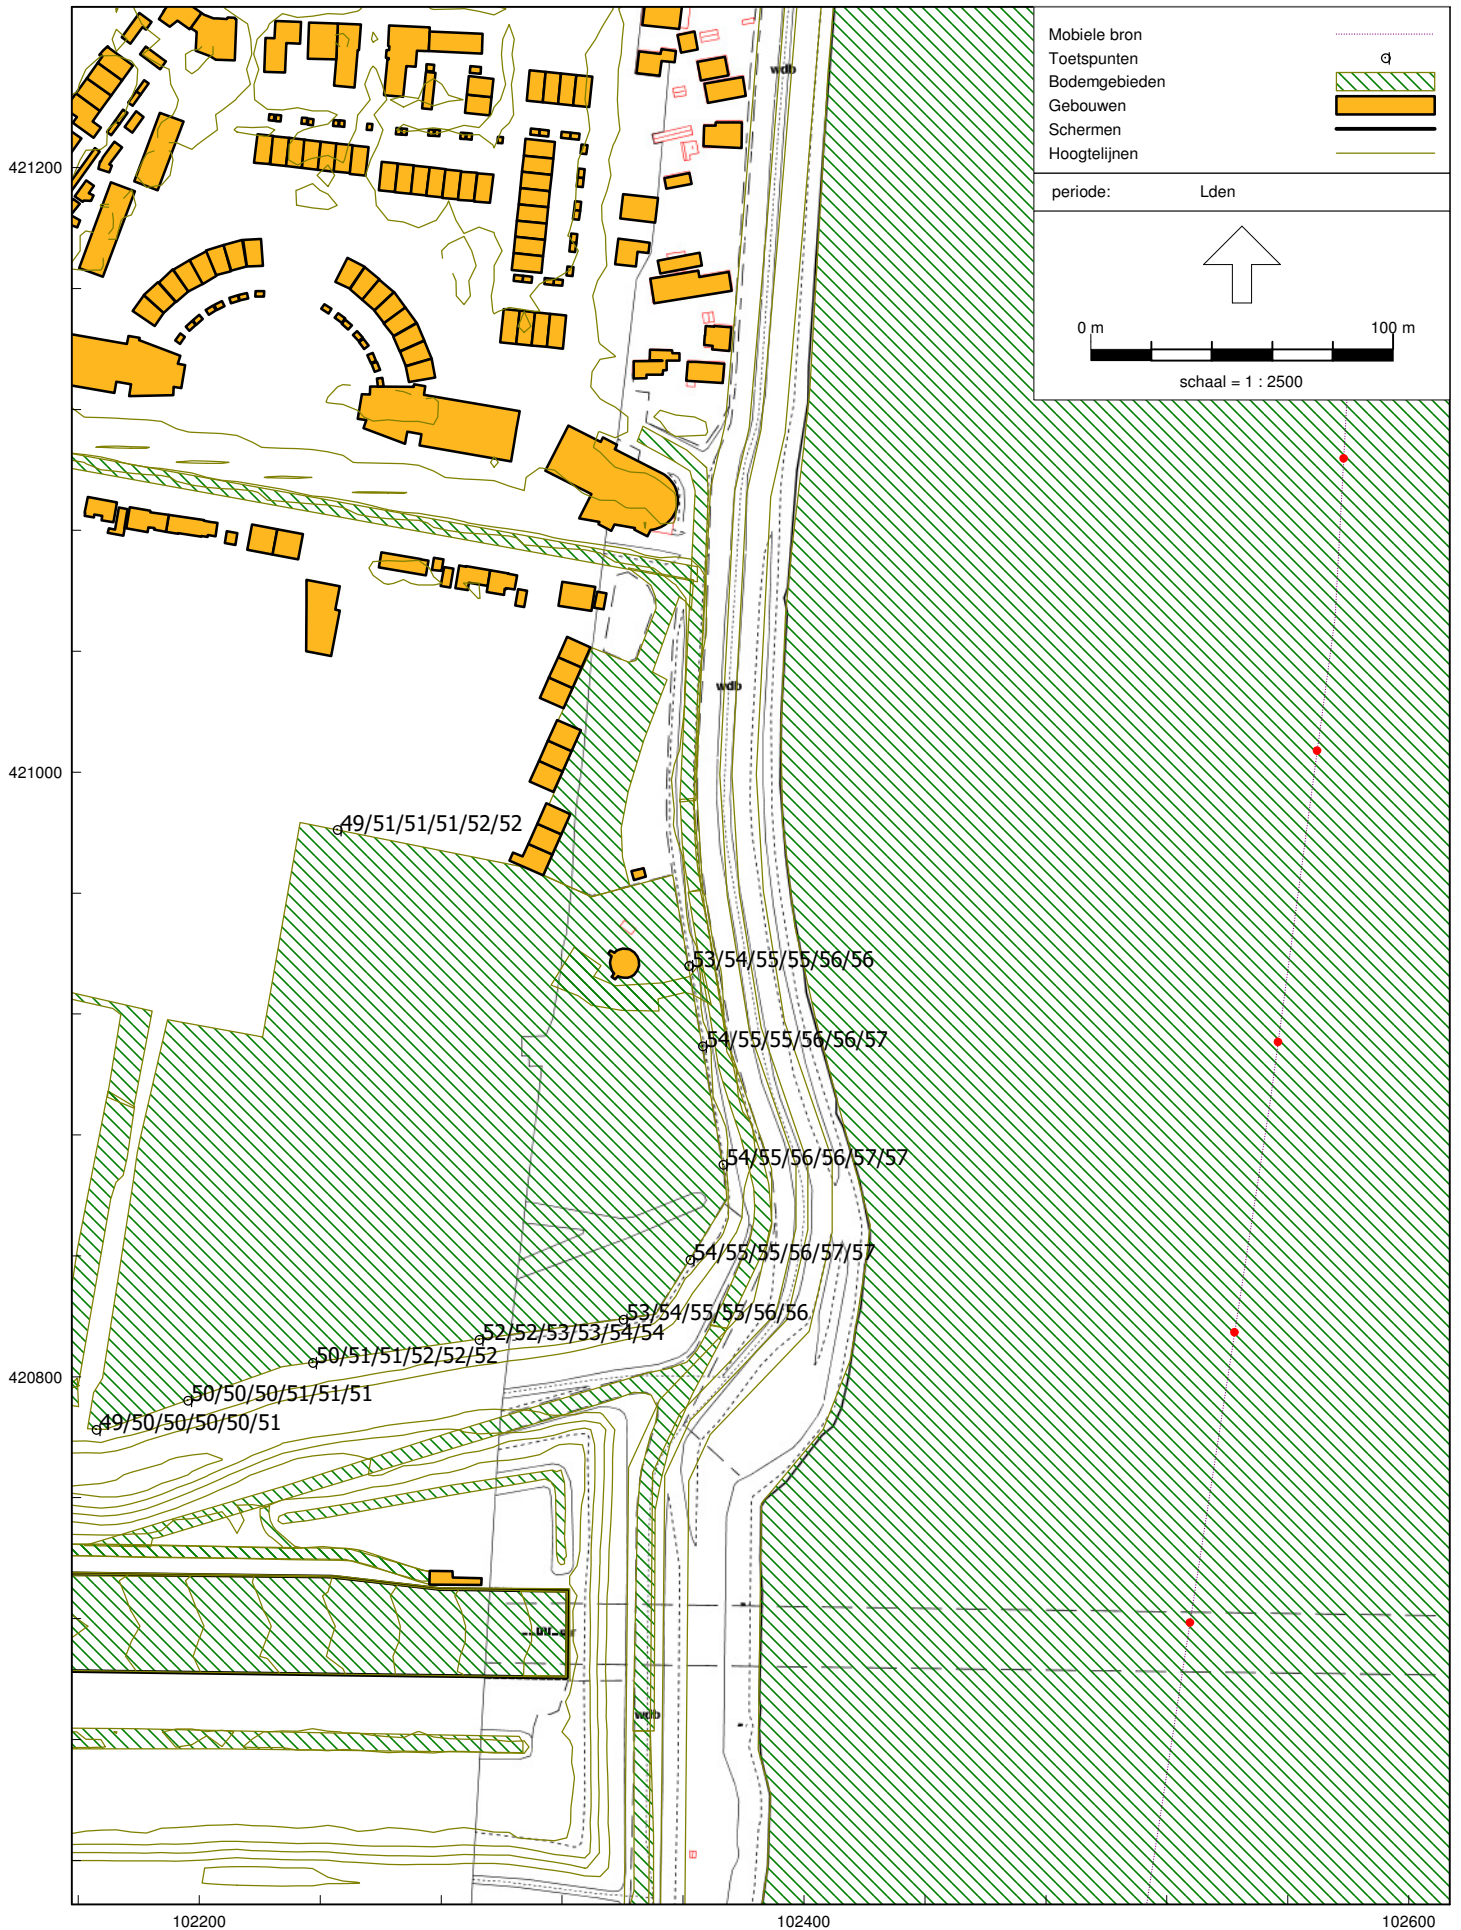 Mobiele bron
Toetspunten
Bodemgebieden
Gebouwen
Schermen
Hoogtelijnen
periode: Lden
0 m 100 m
schaal = 1 : 2500
wdb
421200
wdb
421000
49/51/51/51/52/52
53/54/55/55/56/56
54/55/55/56/56/57
54/55/56/56/57/57
54/55/55/56/57/57
53/54/55/55/56/56
52/52/53/53/54/54
50/51/51/52/52/52
420800
50/50/50/51/51/51
49/50/50/50/50/51
wdb
102200 102400 102600